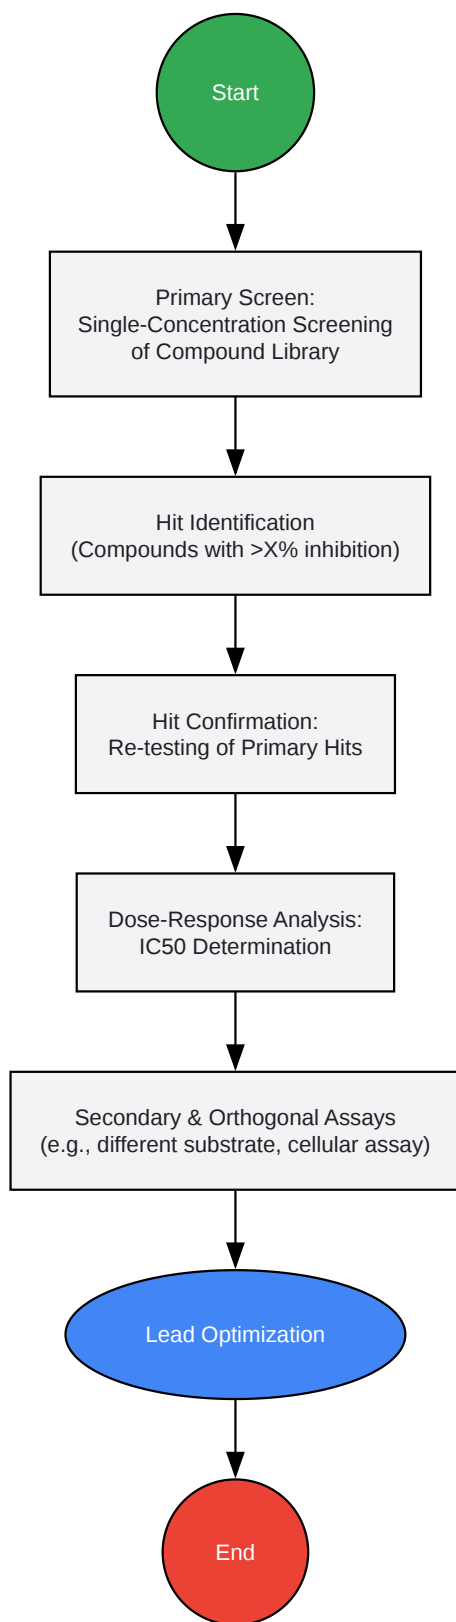 Start
Primary Screen:
Single-Concentration Screening
of Compound Library
Hit Identification
(Compounds with >X% inhibition)
Hit Confirmation:
Re-testing of Primary Hits
Dose-Response Analysis:
IC50 Determination
Secondary & Orthogonal Assays
(e.g., different substrate, cellular assay)
Lead Optimization
End